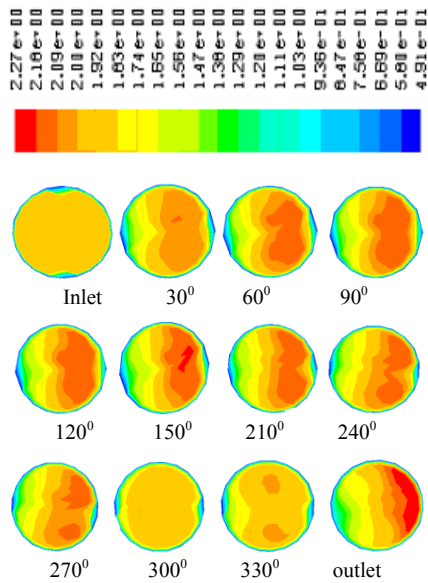 2.27e+00
2.18e+00
2.09e+00
2.00e+00
1.92e+00
1.83e+00
1.74e+00
1.65e+00
1.56e+00
1.47e+00
1.38e+00
1.29e+00
1.20e+00
1.11e+00
1.03e+00
9.36e-01
8.47e-01
7.58e-01
6.69e-01
5.80e-01
4.91e-01
Inlet 30⁰ 60⁰ 90⁰
120⁰ 150⁰ 210⁰ 240⁰
270⁰ 300⁰ 330⁰ outlet